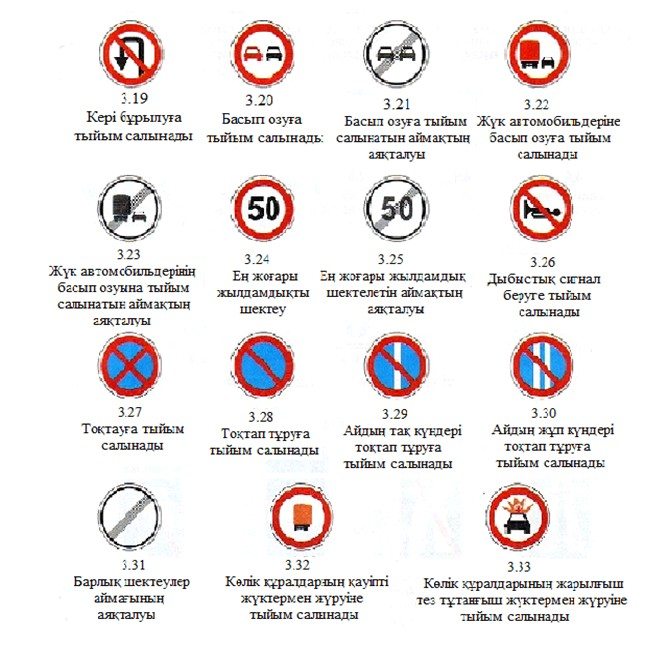 3.19
Кері бұрылуға
тыйым салынады
3.20
Басып озуға
тыйым салынады
3.21
Басып озуға тыйым
салынатын аймақтың
аяқталуы
3.22
Жүк автомобильдеріне
басып озуға тыйым
салынады
3.23
Жүк автомобильдерінің
басып озуына тыйым
салынатын аймақтың
аяқталуы
50
3.24
Ең жоғары
жылдамдықты
шектеу
50
3.25
Ең жоғары жылдамдық
шектелетін аймақтың
аяқталуы
3.26
Дыбыстық сигнал
беруге тыйым
салынады
3.27
Тоқтауға тыйым
салынады
3.28
Тоқтап тұруға
тыйым салынады
3.29
Айдың тақ күндері
тоқтап тұруға
тыйым салынады
3.30
Айдың жұп күндері
тоқтап тұруға
тыйым салынады
3.31
Барлық шектеулер
аймағының
аяқталуы
3.32
Көлік құралдарның қауіпті
жүктермен жүруіне
тыйым салынады
3.33
Көлік құралдарының жарылғыш
тез тұтанғыш жүктермен жүруіне
тыйым салынады